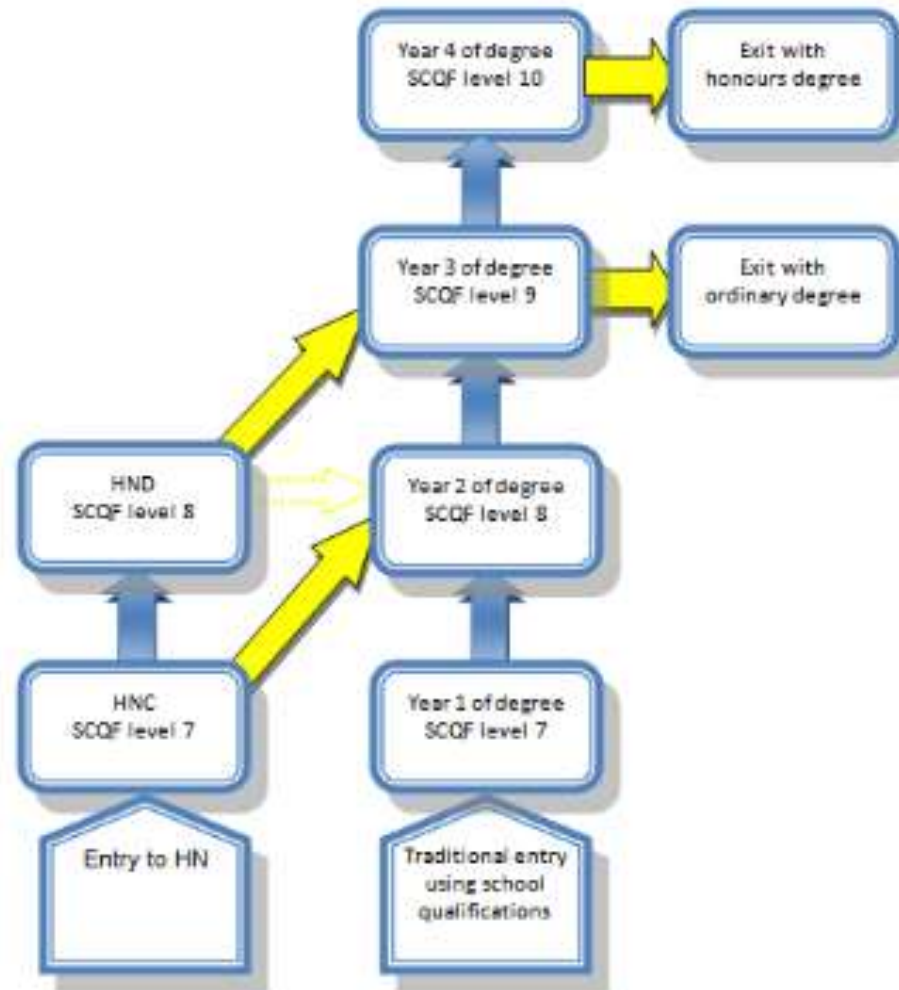 Year 4 of degree
SCQF level 10
Exit with
honours degree
Year 3 of degree
SCQF level 9
Exit with
ordinary degree
HND
SCQF level 8
Year 2 of degree
SCQF level 8
HNC
SCQF level 7
Year 1 of degree
SCQF level 7
Entry to HN
Traditional entry
using school
qualifications